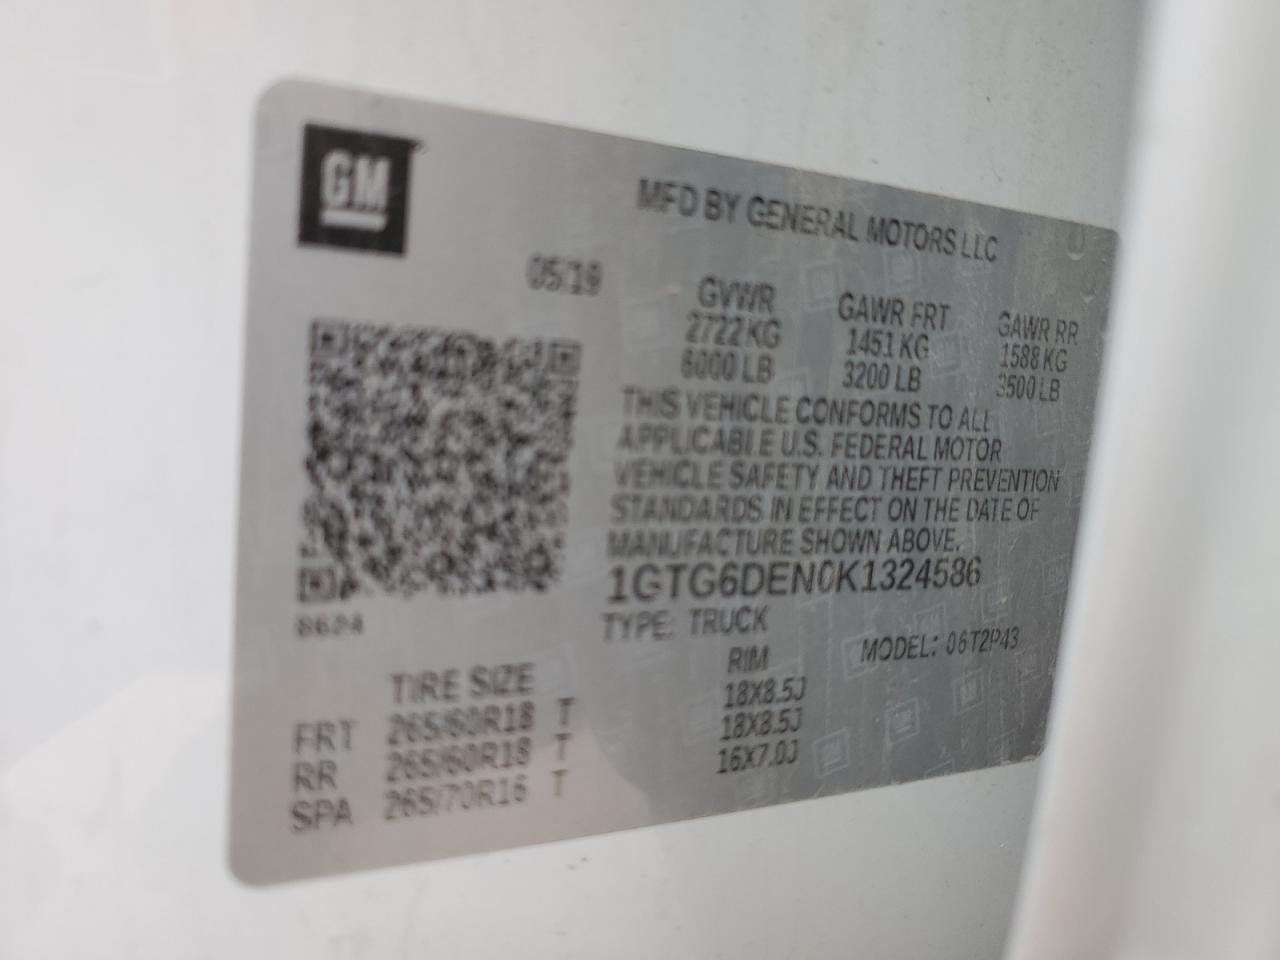 GM
MFD BY GENERAL MOTORS LLC
05/19
GVWR GAWR FRT GAWR RR
2722 KG 1451 KG 1588 KG
6000 LB 3200 LB 3500 LB
THIS VEHICLE CONFORMS TO ALL
APPLICABLE U.S. FEDERAL MOTOR
VEHICLE SAFETY AND THEFT PREVENTION
STANDARDS IN EFFECT ON THE DATE OF
MANUFACTURE SHOWN ABOVE.
1GTG6DEN0K1324586
8624
TYPE: TRUCK MODEL: 06T2P43
TIRE SIZE RIM
FRT 265/60R18 T 18X8.5J
RR 265/60R18 T 18X8.5J
SPA 265/70R16 T 16X7.0J